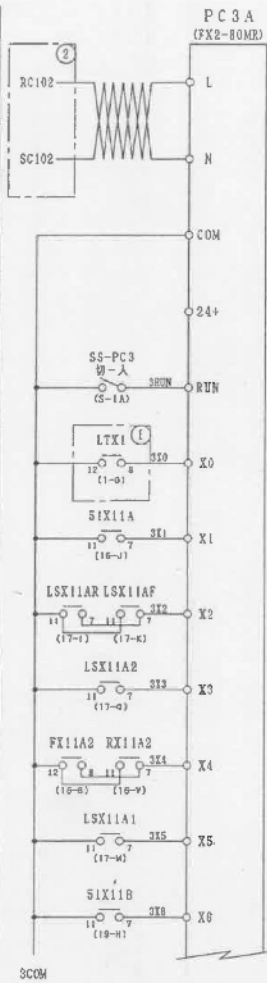 PC3A
(FX2-80MR)
2
RC102
L
SC102
N
COM
24+
SS-PC3
切-入
3RUN
RUN
(S-1A)
LTX1
1
12 8
3X0
X0
(1-G)
51X11A
11 7
3X1
X1
(16-J)
LSX11AR LSX11AF
11 7 11 7
3X2
X2
(17-I) (17-K)
LSX11A2
11 7
3X3
X3
(17-Q)
FX11A2 RX11A2
12 8 11 7
3X4
X4
(16-V)
LSX11A1
11 7
3X5
X5
(17-M)
51X11B
11 7
3X6
X6
(19-H)
3COM